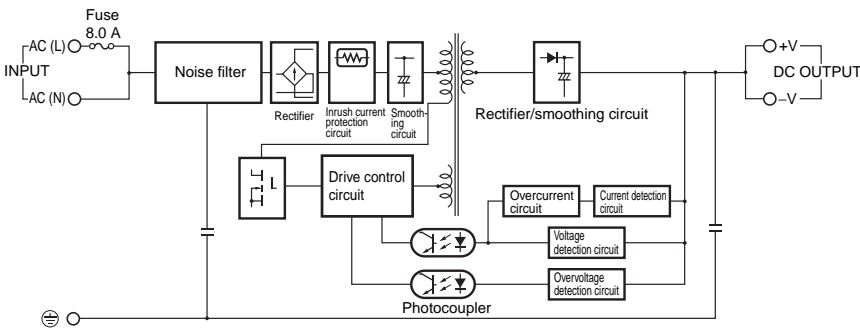 Fuse
8.0 A
AC (L)
INPUT
AC (N)
Noise filter
Rectifier
Inrush current
protection
circuit
Smooth-
ing
circuit
Rectifier/smoothing circuit
+V
DC OUTPUT
–V
Drive control
circuit
Overcurrent
circuit
Current detection
circuit
Voltage
detection circuit
Overvoltage
detection circuit
Photocoupler